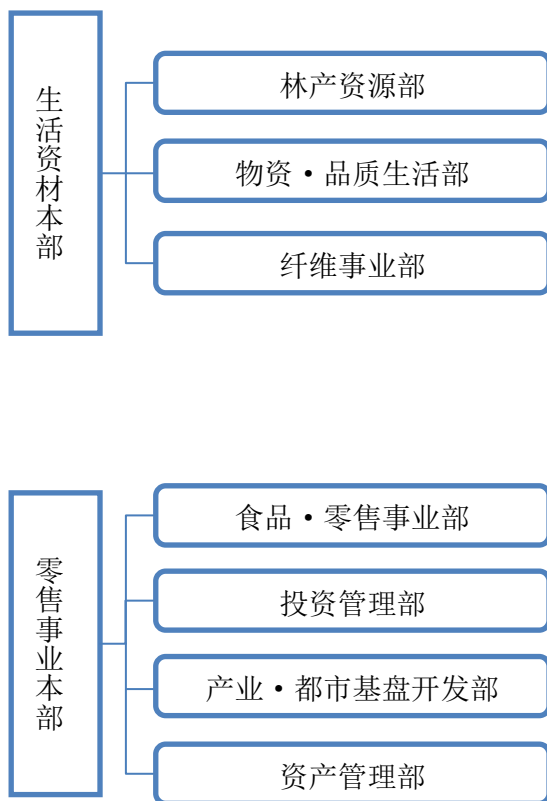 生活资材本部
林产资源部
物资·品质生活部
纤维事业部
零售事业本部
食品·零售事业部
投资管理部
产业·都市基盘开发部
资产管理部